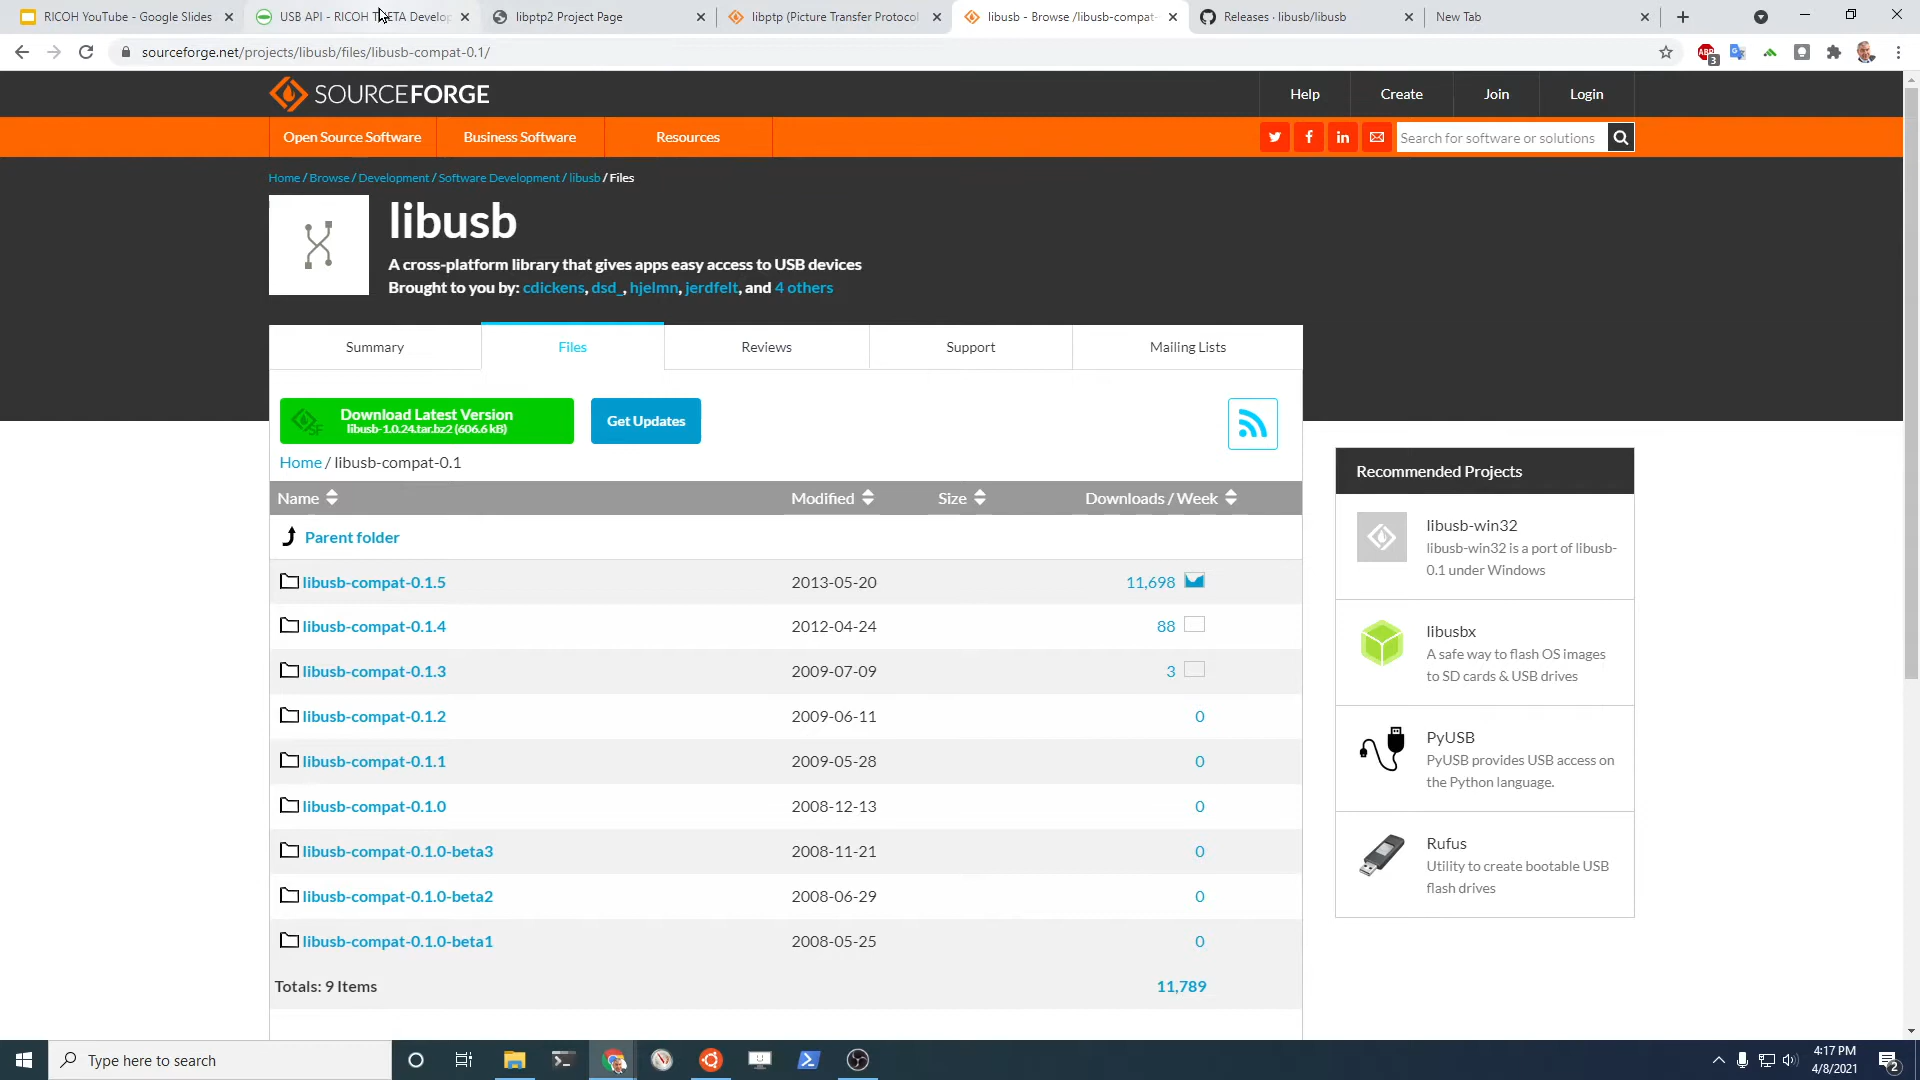 RICOH YouTube - Google Slides
USB API - RICOH THETA Develop
libptp2 Project Page
libptp (Picture Transfer Protocol
libusb - Browse /libusb-compat-
Releases · libusb/libusb
New Tab
sourceforge.net/projects/libusb/files/libusb-compat-0.1/
ABP
3
SOURCEFORGE
Help
Create
Join
Login
Open Source Software
Business Software
Resources
Search for software or solutions
Home / Browse / Development / Software Development / libusb / Files
libusb
A cross-platform library that gives apps easy access to USB devices
Brought to you by: cdickens, dsd_, hjelmn, jerdfelt, and 4 others
Summary
Files
Reviews
Support
Mailing Lists
Download Latest Version
libusb-1.0.24.tar.bz2 (606.6 kB)
SF
Get Updates
Home / libusb-compat-0.1
Name Modified Size Downloads / Week
Parent folder
libusb-compat-0.1.5 2013-05-20 11,698
libusb-compat-0.1.4 2012-04-24 88
libusb-compat-0.1.3 2009-07-09 3
libusb-compat-0.1.2 2009-06-11 0
libusb-compat-0.1.1 2009-05-28 0
libusb-compat-0.1.0 2008-12-13 0
libusb-compat-0.1.0-beta3 2008-11-21 0
libusb-compat-0.1.0-beta2 2008-06-29 0
libusb-compat-0.1.0-beta1 2008-05-25 0
Totals: 9 Items 11,789
Recommended Projects
libusb-win32
libusb-win32 is a port of libusb-
0.1 under Windows
libusbx
A safe way to flash OS images
to SD cards & USB drives
PyUSB
PyUSB provides USB access on
the Python language.
Rufus
Utility to create bootable USB
flash drives
Type here to search
4:17 PM
4/8/2021
2